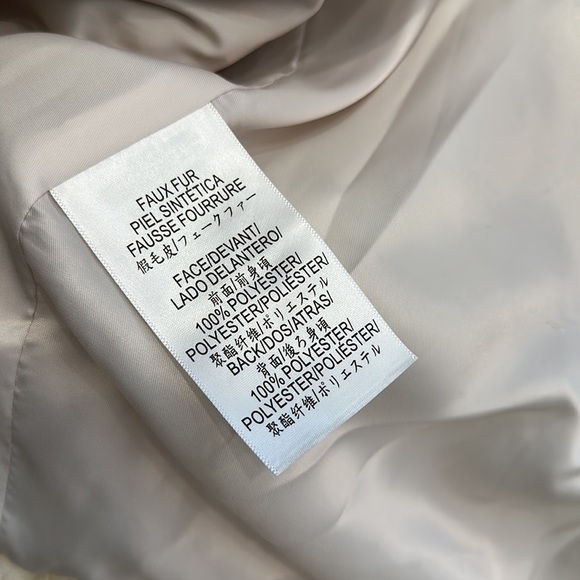 FAUX FUR
PIEL SINTÉTICA
FAUSSE FOURRURE
假毛皮/フェークファー
FACE/DEVANT/
LADO DELANTERO/
前面/前身頃
100% POLYESTER/
POLYESTER/POLIÉSTER/
聚酯纤维/ポリエステル
BACK/DOS/ATRAS/
背面/後ろ身頃
100% POLYESTER/
POLYESTER/POLIÉSTER/
聚酯纤维/ポリエステル